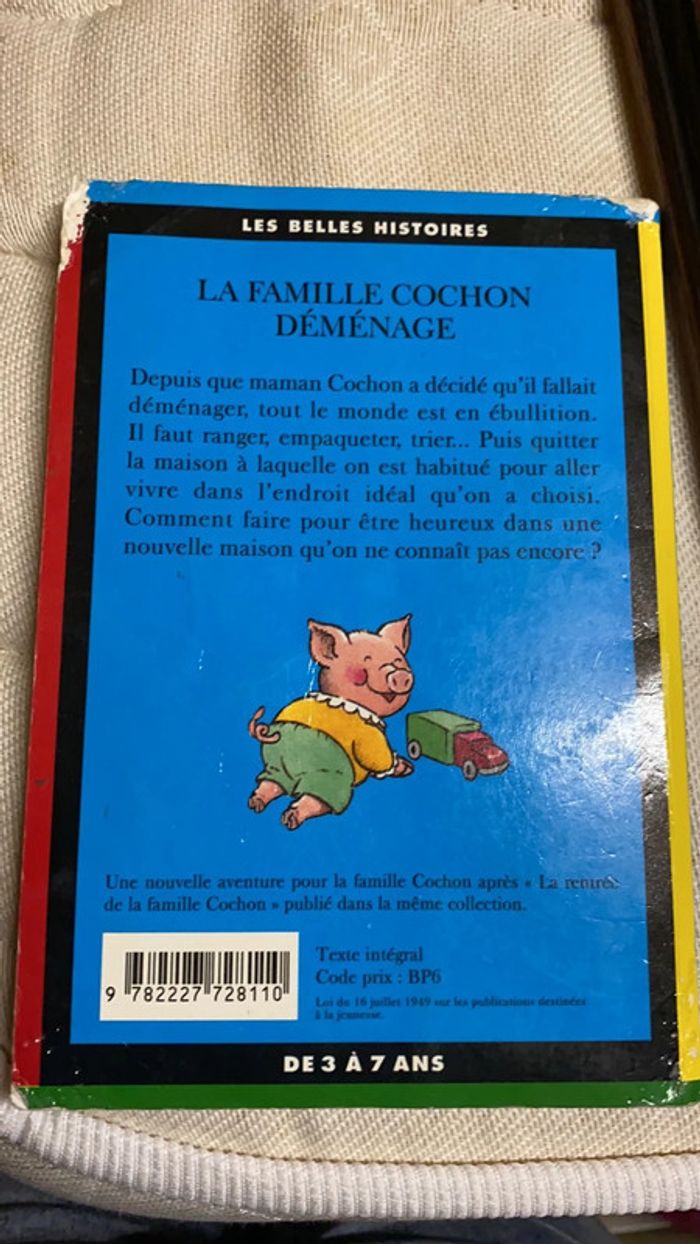 LES BELLES HISTOIRES
LA FAMILLE COCHON
DÉMÉNAGE
Depuis que maman Cochon a décidé qu'il fallait
déménager, tout le monde est en ébullition.
Il faut ranger, empaqueter, trier... Puis quitter
la maison à laquelle on est habitué pour aller
vivre dans l'endroit idéal qu'on a choisi.
Comment faire pour être heureux dans une
nouvelle maison qu'on ne connaît pas encore ?
Une nouvelle aventure pour la famille Cochon après « La rentrée
de la famille Cochon » publié dans la même collection.
Texte intégral
Code prix : BP6
Loi du 16 juillet 1949 sur les publications destinées
à la jeunesse.
9 782227 728110
DE 3 À 7 ANS